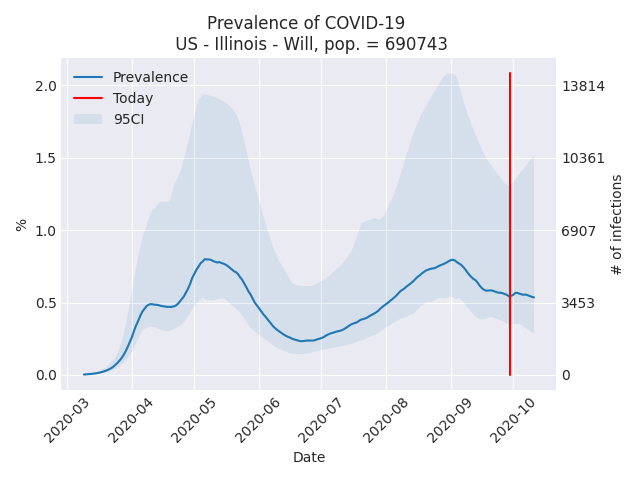 Prevalence of COVID-19
US - Illinois - Will, pop. = 690743
Prevalence
Today
95CI
2.0
1.5
1.0
0.5
0.0
%
13814
10361
6907
3453
0
# of infections
2020-03
2020-04
2020-05
2020-06
2020-07
2020-08
2020-09
2020-10
Date